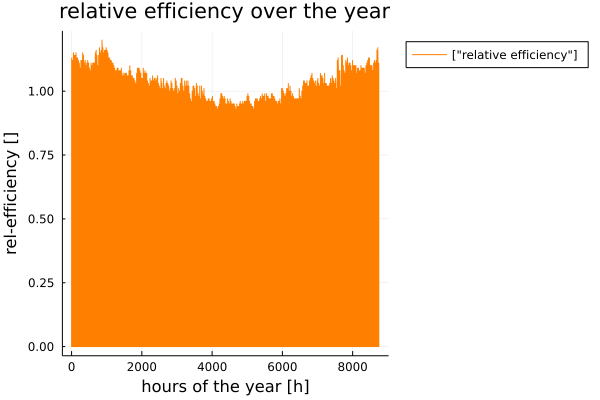 relative efficiency over the year
["relative efficiency"]
rel-efficiency []
1.00
0.75
0.50
0.25
0.00
0
2000
4000
6000
8000
hours of the year [h]